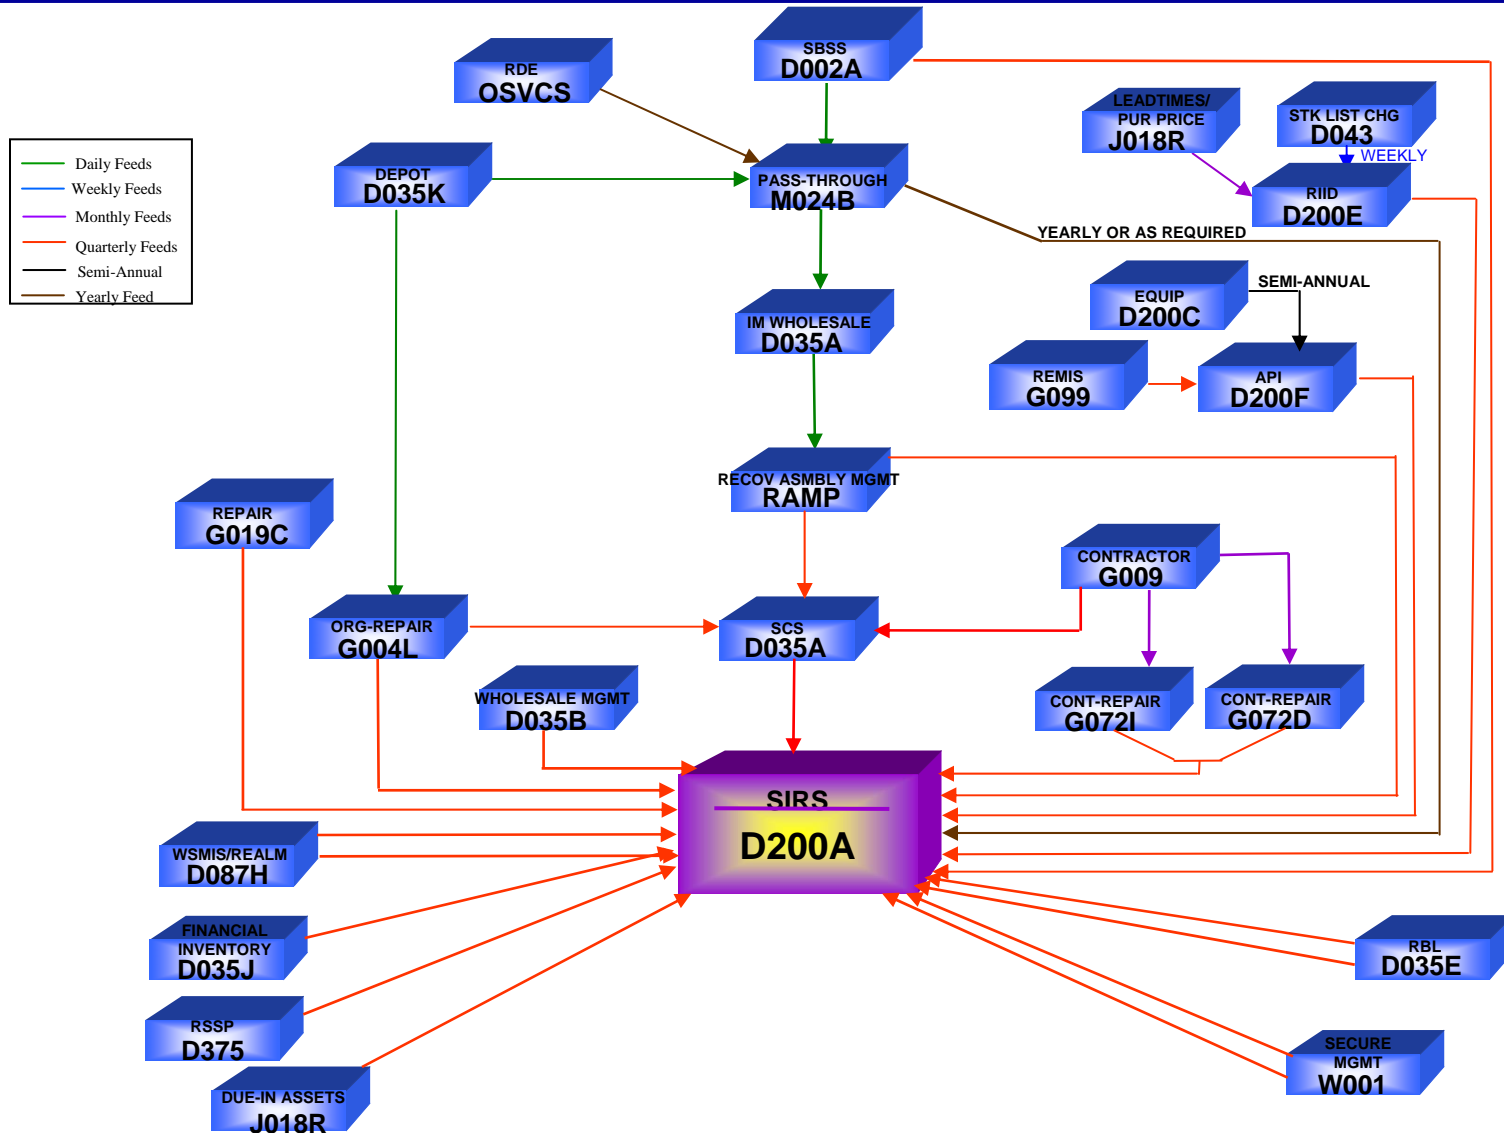 SBSS
D002A
RDE
OSVCS
LEADTIMES/
PUR PRICE
J018R
STK LIST CHG
D043
WEEKLY
Daily Feeds
Weekly Feeds
Monthly Feeds
Quarterly Feeds
Semi-Annual
Yearly Feed
DEPOT
D035K
PASS-THROUGH
M024B
RIID
D200E
YEARLY OR AS REQUIRED
IM WHOLESALE
D035A
EQUIP
D200C
SEMI-ANNUAL
REMIS
G099
API
D200F
RECOV ASMBLY MGMT
RAMP
REPAIR
G019C
CONTRACTOR
G009
ORG-REPAIR
G004L
SCS
D035A
WHOLESALE MGMT
D035B
CONT-REPAIR
G072I
CONT-REPAIR
G072D
SIRS
D200A
WSMIS/REALM
D087H
FINANCIAL
INVENTORY
D035J
RBL
D035E
RSSP
D375
SECURE
MGMT
W001
DUE-IN ASSETS
J018R